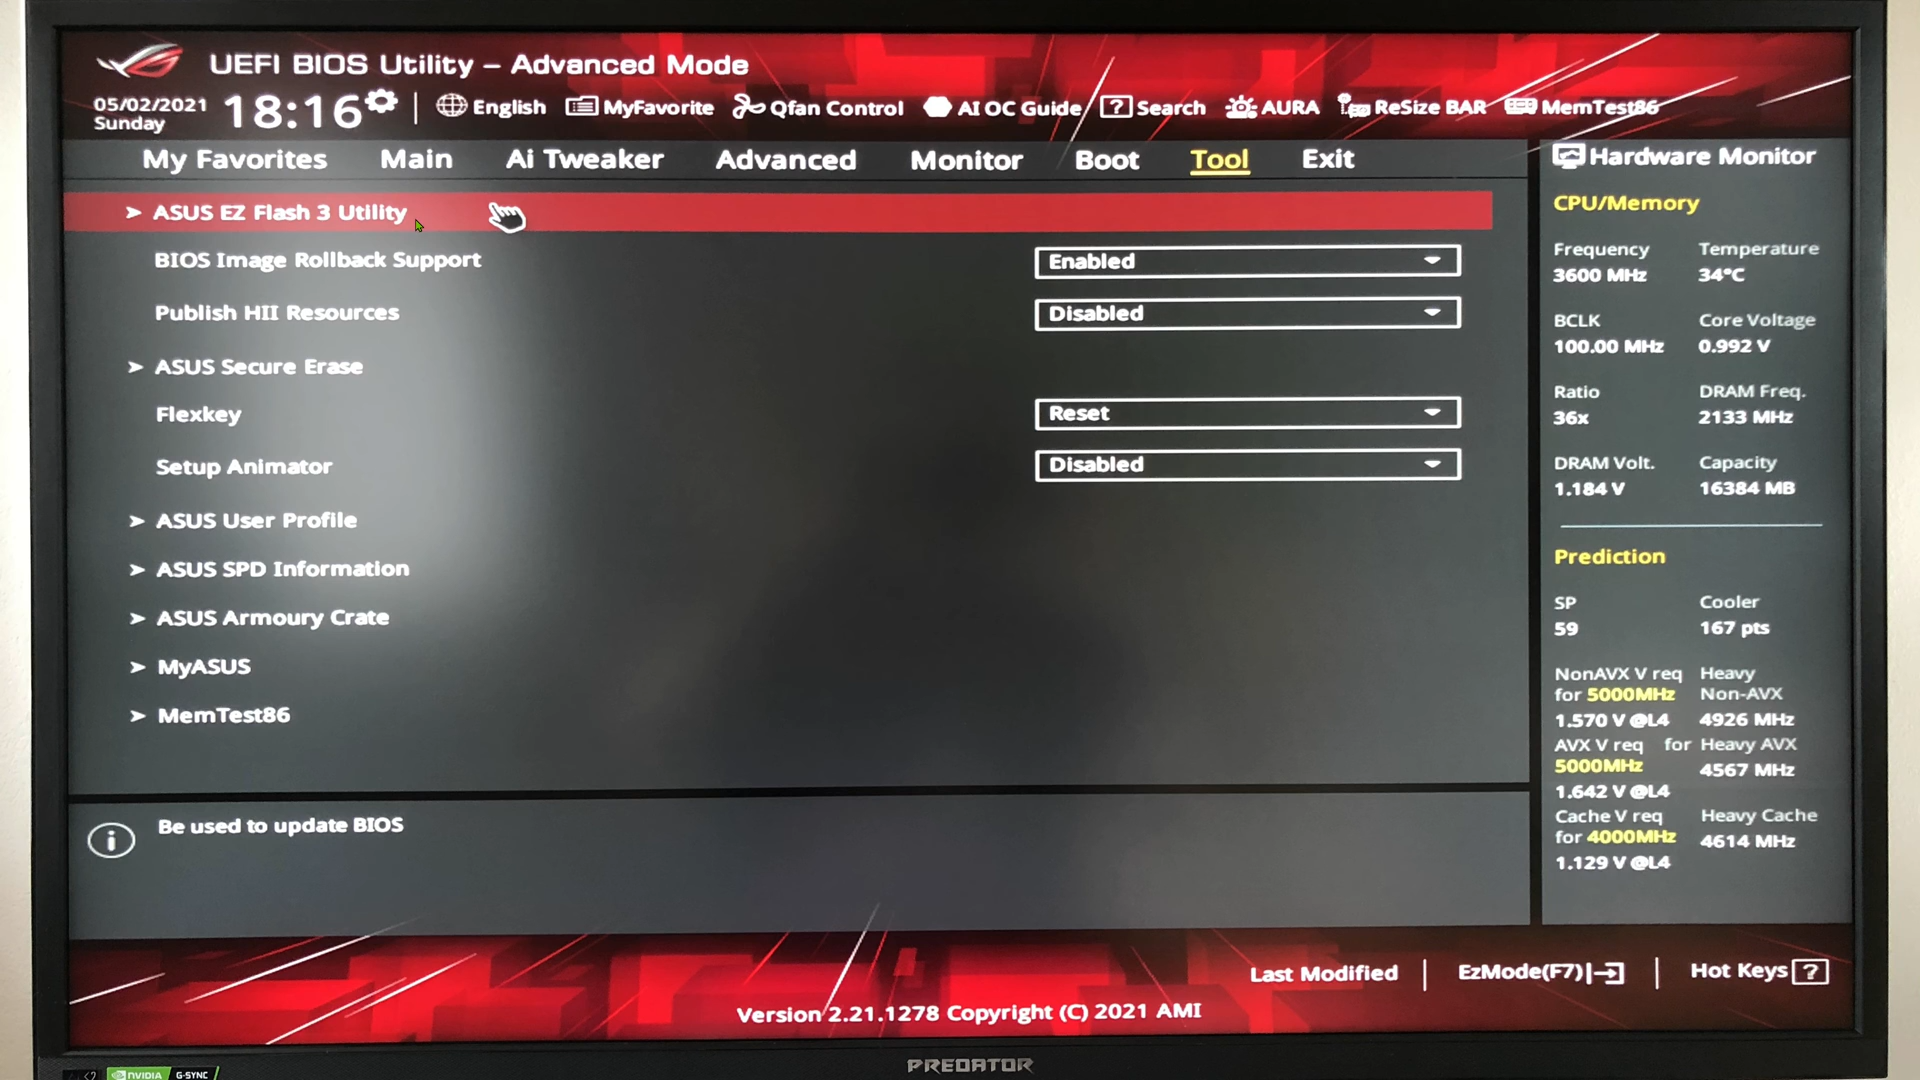 UEFI BIOS Utility – Advanced Mode
05/02/2021
Sunday
18:16
English
MyFavorite
Qfan Control
AI OC Guide
? Search
AURA
ReSize BAR
MemTest86
My Favorites
Main
Ai Tweaker
Advanced
Monitor
Boot
Tool
Exit
> ASUS EZ Flash 3 Utility
BIOS Image Rollback Support
Enabled
Publish HII Resources
Disabled
> ASUS Secure Erase
Flexkey
Reset
Setup Animator
Disabled
> ASUS User Profile
> ASUS SPD Information
> ASUS Armoury Crate
> MyASUS
> MemTest86
i
Be used to update BIOS
Hardware Monitor
CPU/Memory
Frequency Temperature
3600 MHz 34°C
BCLK Core Voltage
100.00 MHz 0.992 V
Ratio DRAM Freq.
36x 2133 MHz
DRAM Volt. Capacity
1.184 V 16384 MB
Prediction
SP Cooler
59 167 pts
NonAVX V req Heavy
for 5000MHz Non-AVX
1.570 V @L4 4926 MHz
AVX V req for Heavy AVX
5000MHz 4567 MHz
1.642 V @L4
Cache V req Heavy Cache
for 4000MHz 4614 MHz
1.129 V @L4
Last Modified
EzMode(F7)
Hot Keys ?
Version 2.21.1278 Copyright (C) 2021 AMI
PREDATOR
NVIDIA G-SYNC